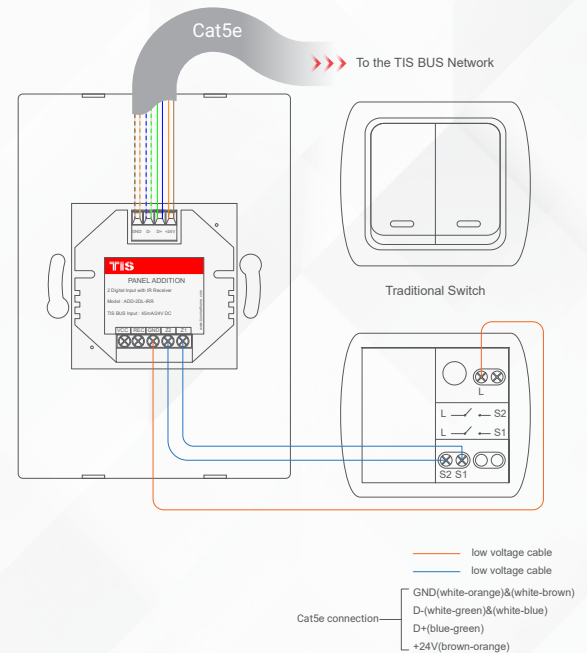 Cat5e
To the TIS BUS Network
GND D- D+ +24V
TIS
PANEL ADDITION
2 Digital Input with IR Receiver
Model : ADD-2DL-IRR
TIS BUS Input : 45mA/24V DC
VCC REC GND Z2 Z1
Traditional Switch
L
L S2
L S1
S2 S1
low voltage cable
low voltage cable
Cat5e connection
GND(white-orange)&(white-brown)
D-(white-green)&(white-blue)
D+(blue-green)
+24V(brown-orange)